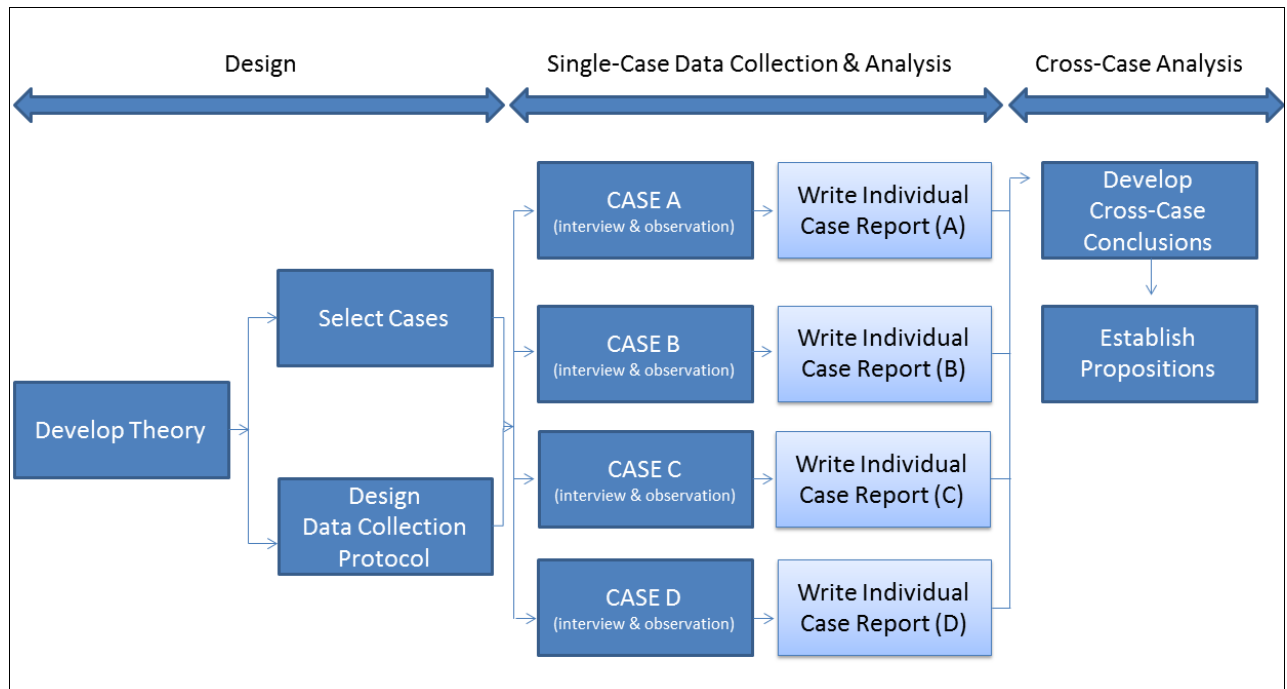 Design
Single-Case Data Collection & Analysis
Cross-Case Analysis
Develop Theory
Select Cases
Design
Data Collection
Protocol
CASE A
(interview & observation)
Write Individual
Case Report (A)
CASE B
(interview & observation)
Write Individual
Case Report (B)
CASE C
(interview & observation)
Write Individual
Case Report (C)
CASE D
(interview & observation)
Write Individual
Case Report (D)
Develop
Cross-Case
Conclusions
Establish
Propositions